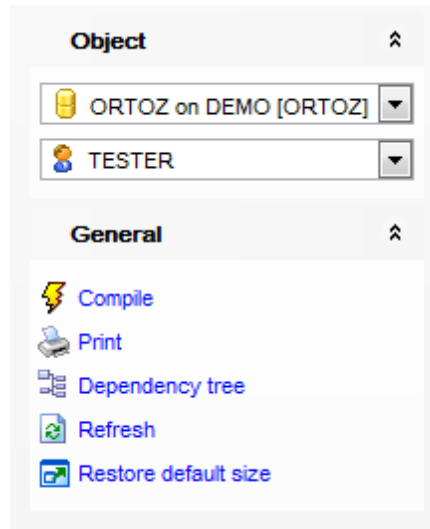 Object
ORTOZ on DEMO [ORTOZ]
TESTER
General
Compile
Print
Dependency tree
Refresh
Restore default size